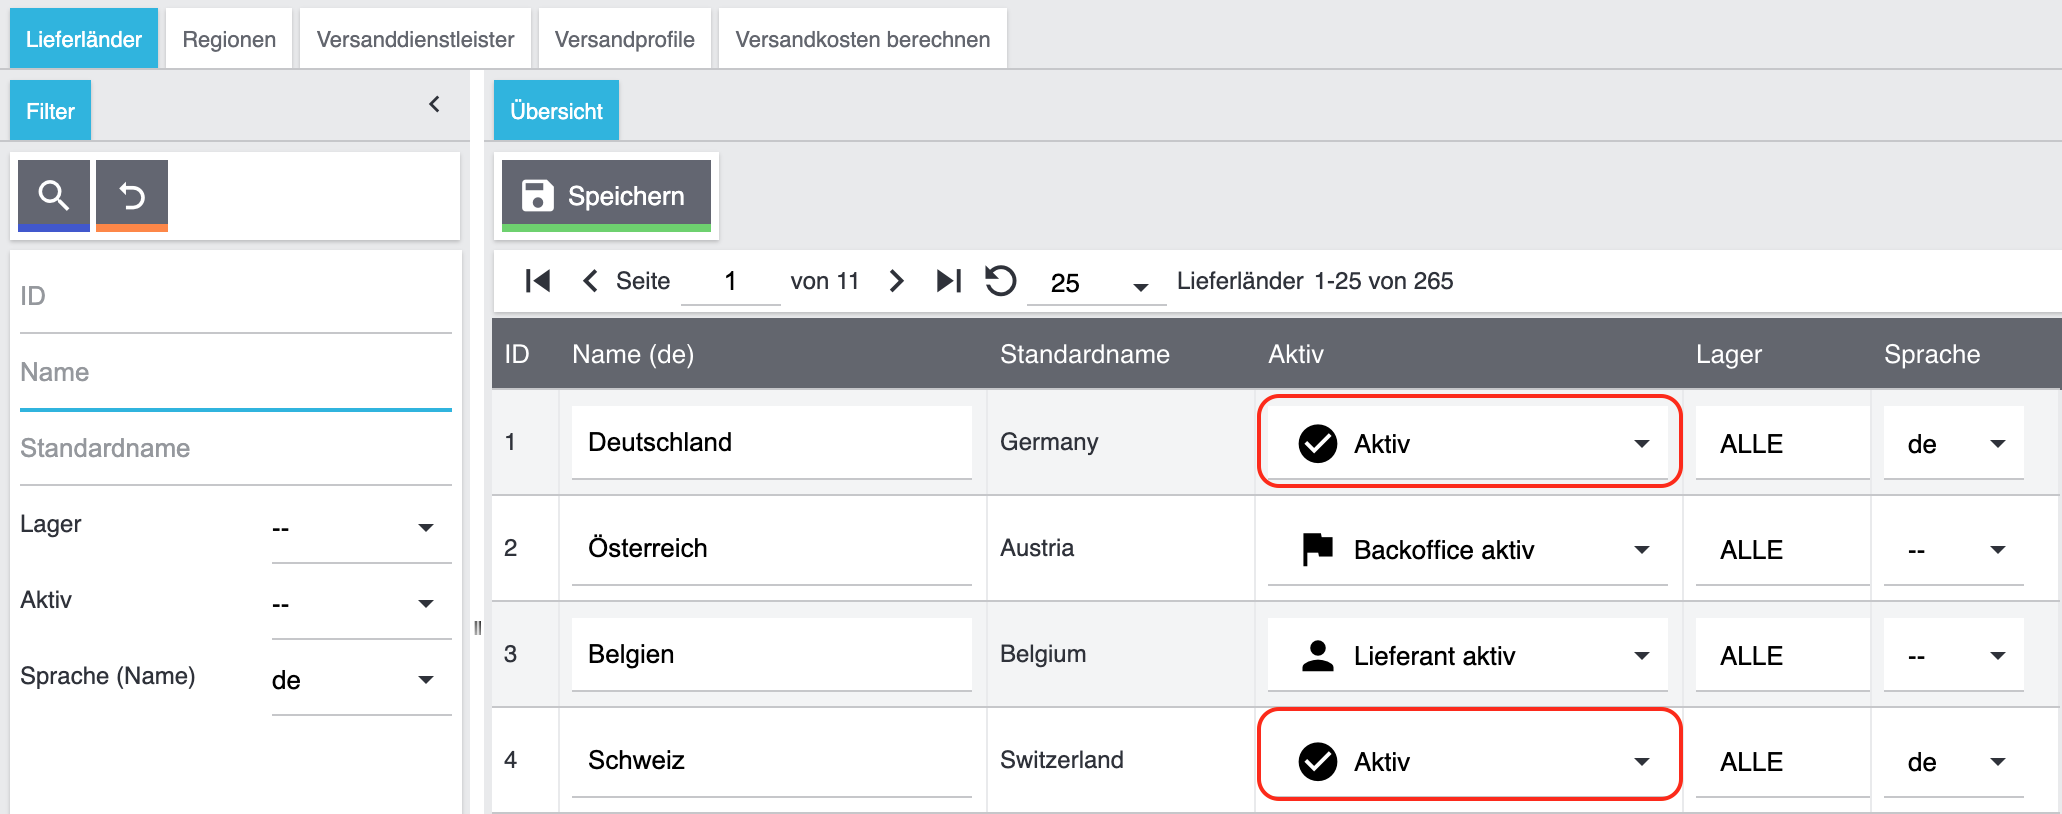 Lieferländer Regionen Versanddienstleister Versandprofile Versandkosten berechnen
Filter
ID
Name
Standardname
Lager --
Aktiv --
Sprache (Name) de
Übersicht
Speichern
Seite 1 von 11 25 Lieferländer 1-25 von 265
ID Name (de) Standardname Aktiv Lager Sprache
1 Deutschland Germany Aktiv ALLE de
2 Österreich Austria Backoffice aktiv ALLE --
3 Belgien Belgium Lieferant aktiv ALLE --
4 Schweiz Switzerland Aktiv ALLE de